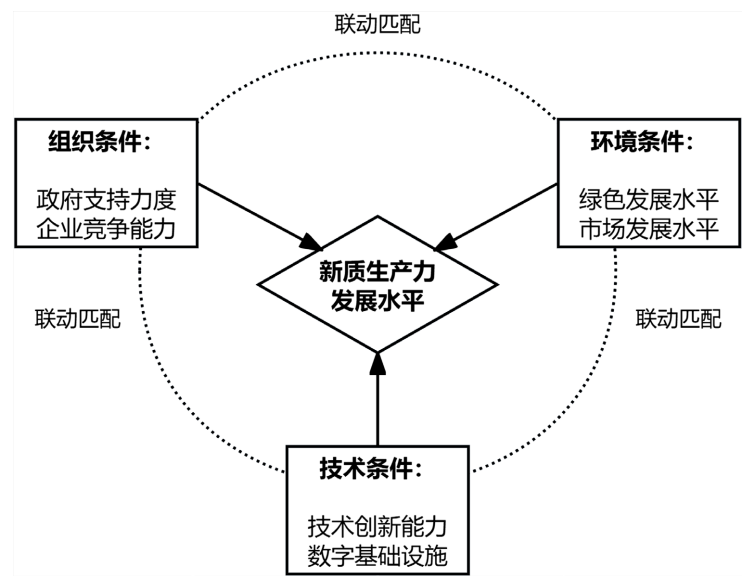 联动匹配
组织条件：
政府支持力度
企业竞争能力
环境条件：
绿色发展水平
市场发展水平
新质生产力
发展水平
联动匹配
联动匹配
技术条件：
技术创新能力
数字基础设施